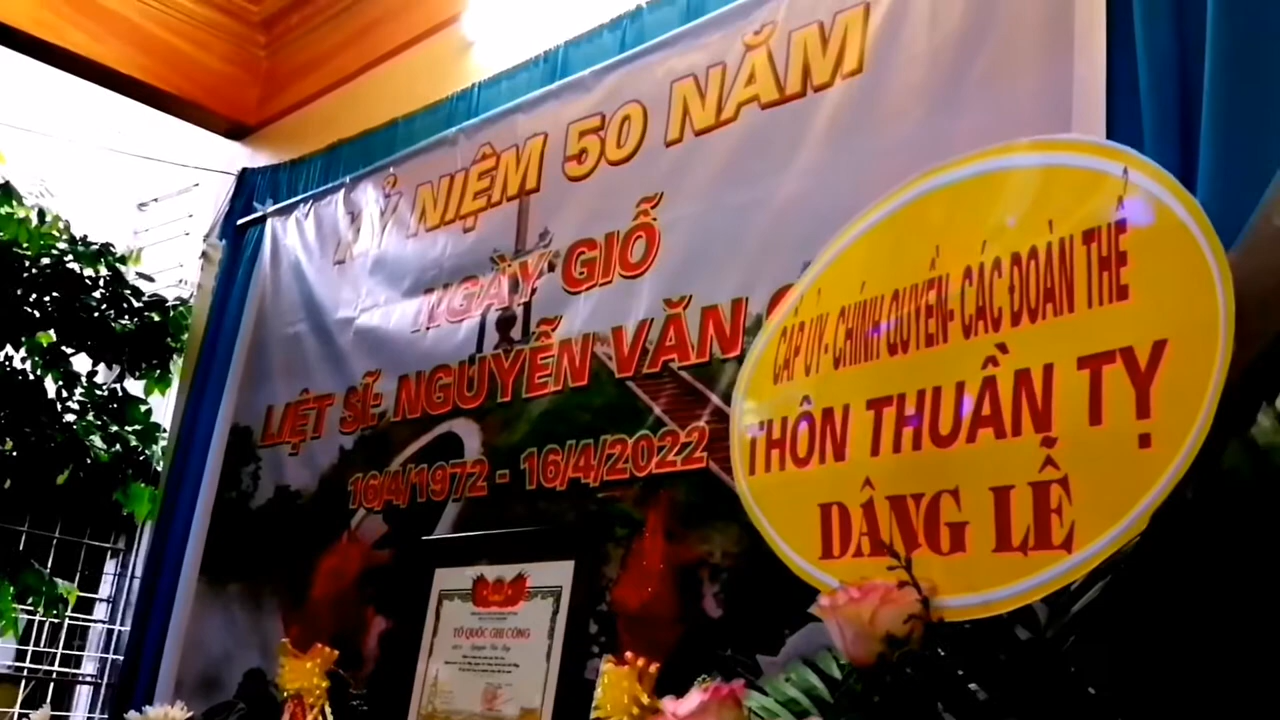 KỶ NIỆM 50 NĂM
NGÀY GIỖ
LIỆT SĨ: NGUYỄN VĂN
16/4/1972 - 16/4/2022
CẤP ỦY- CHÍNH QUYỀN- CÁC ĐOÀN THỂ
THÔN THUẦN TỴ
DÂNG LỄ
TỔ QUỐC GHI CÔNG